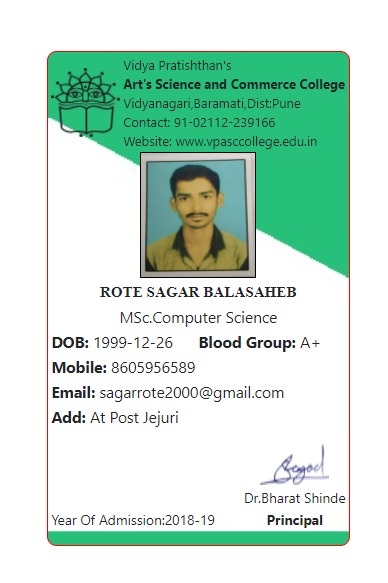 Vidya Pratishthan's
Art's Science and Commerce College
Vidyanagari,Baramati,Dist:Pune
Contact: 91-02112-239166
Website: www.vpasccollege.edu.in
ROTE SAGAR BALASAHEB
MSc.Computer Science
DOB: 1999-12-26 Blood Group: A+
Mobile: 8605956589
Email: sagarrote2000@gmail.com
Add: At Post Jejuri
Dr.Bharat Shinde
Year Of Admission:2018-19 Principal